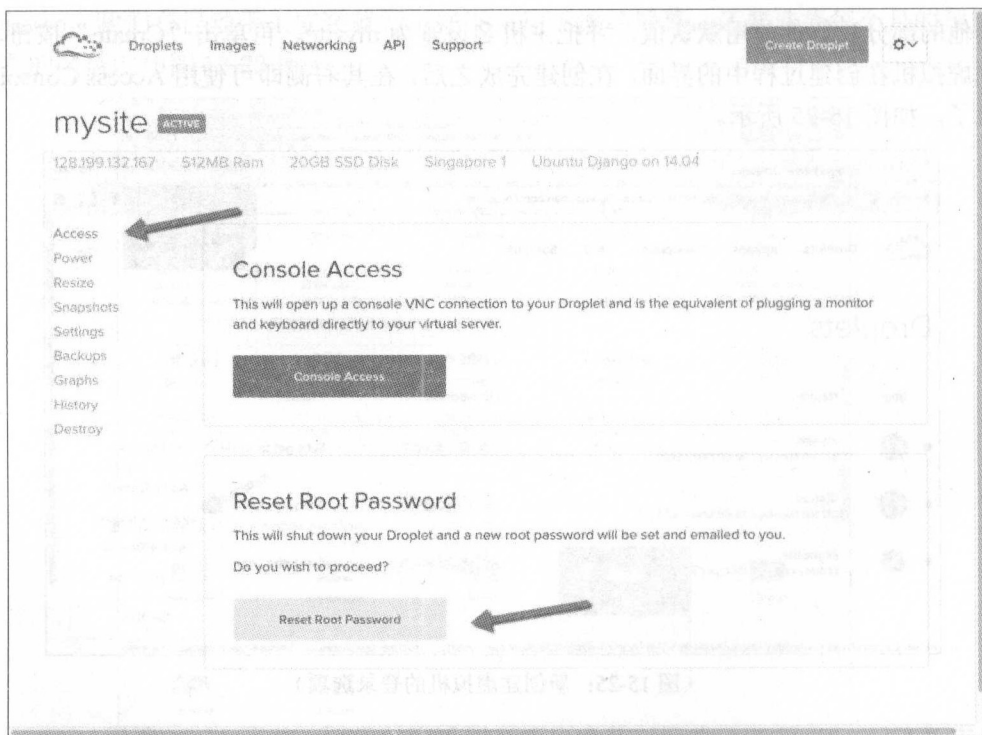 Droplets Images Networking API Support Create Droplet
mysite ACTIVE
128.199.132.167 512MB Ram 20GB SSD Disk Singapore 1 Ubuntu Django on 14.04
Access
Power
Resize
Snapshots
Settings
Backups
Graphs
History
Destroy
Console Access
This will open up a console VNC connection to your Droplet and is the equivalent of plugging a monitor
and keyboard directly to your virtual server.
Console Access
Reset Root Password
This will shut down your Droplet and a new root password will be set and emailed to you.
Do you wish to proceed?
Reset Root Password